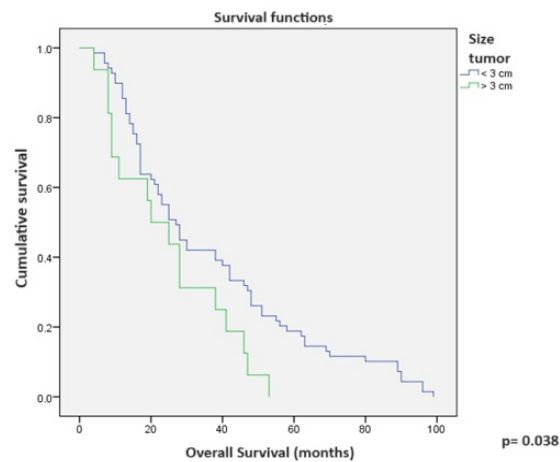 Survival functions
Size
tumor
< 3 cm
> 3 cm
Cumulative survival
1.0
0.8
0.6
0.4
0.2
0.0
0
20
40
60
80
100
Overall Survival (months)
p= 0.038